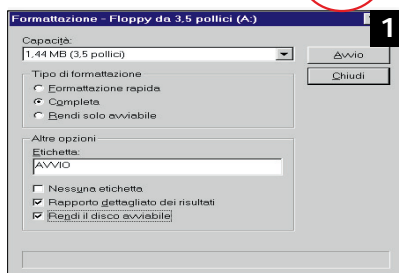 Formattazione - Floppy da 3,5 pollici (A:)
1
Capacità:
1,44 MB (3,5 pollici)
Avvio
Chiudi
Tipo di formattazione
Formattazione rapida
Completa
Rendi solo avviabile
Altre opzioni
Etichetta:
AVVIO
Nessuna etichetta
Rapporto dettagliato dei risultati
Rendi il disco avviabile